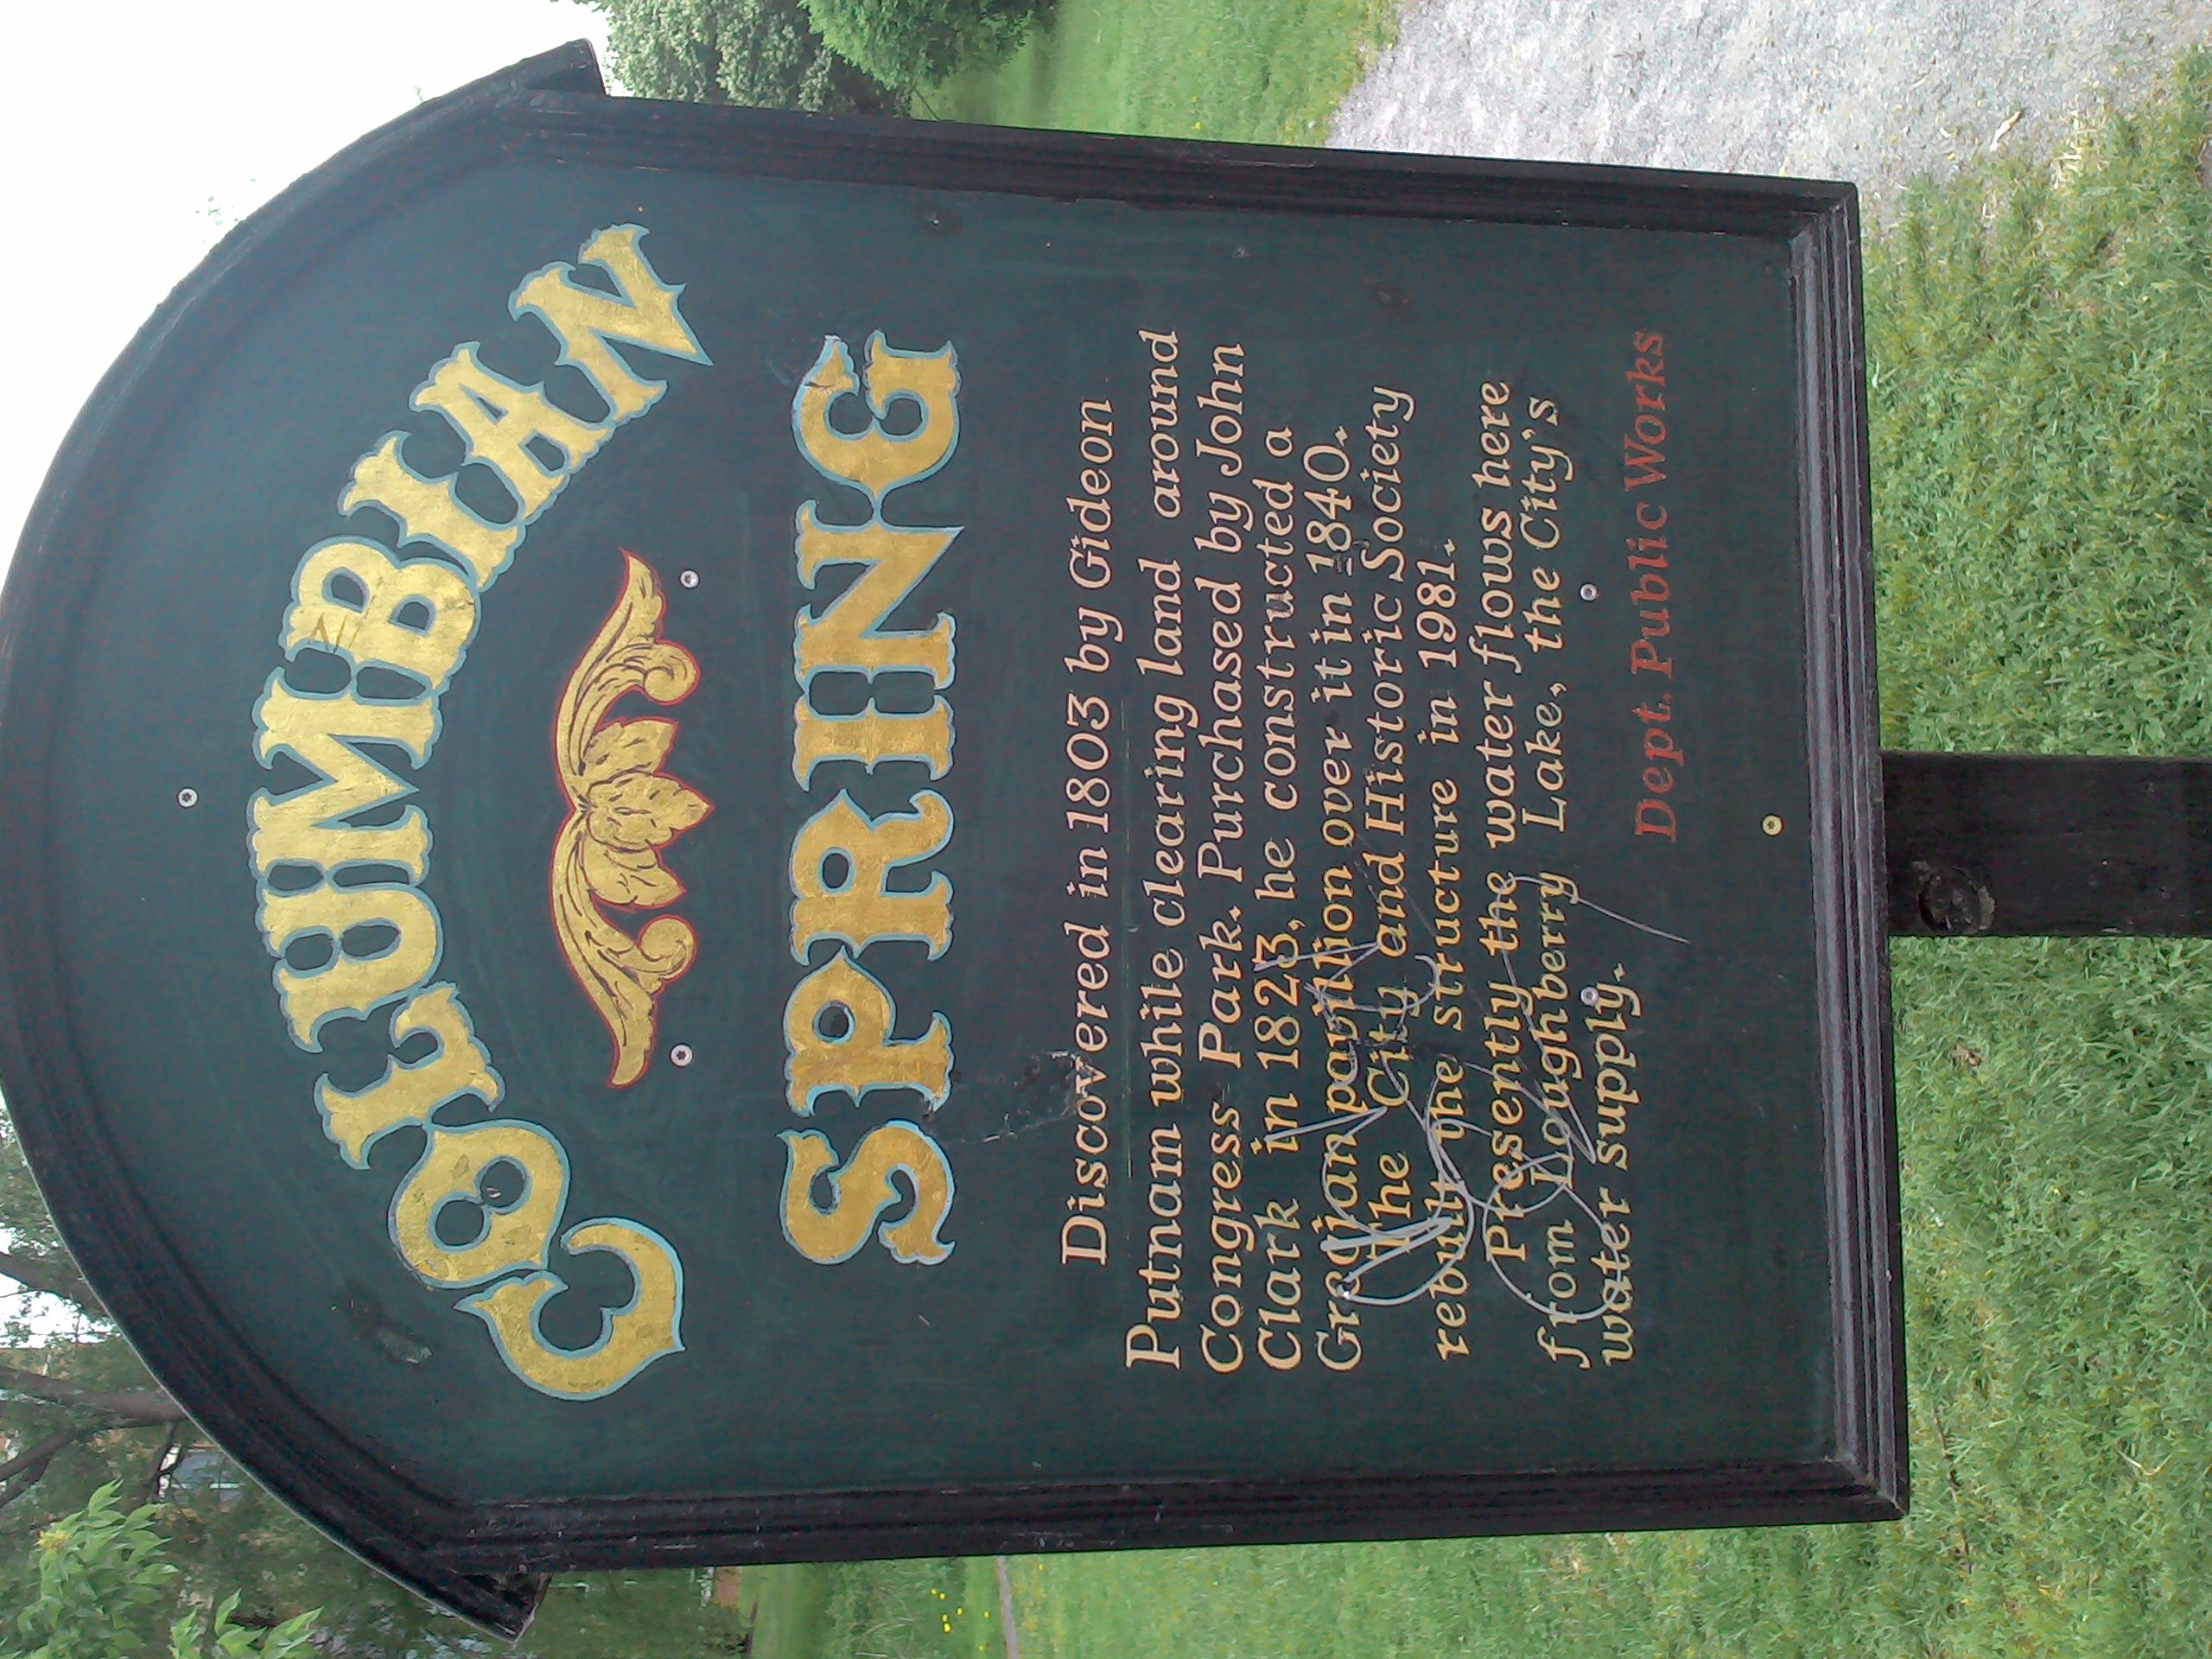 COLUMBIAN
SPRING
Discovered in 1803 by Gideon
Putnam while clearing land around
Congress Park. Purchased by John
Clark in 1823, he constructed a
Grecian pavilion over it in 1840.
The City and Historic Society
rebuilt the structure in 1981.
Presently the water flows here
from Loughberry Lake, the City's
water supply.
Dept. Public Works